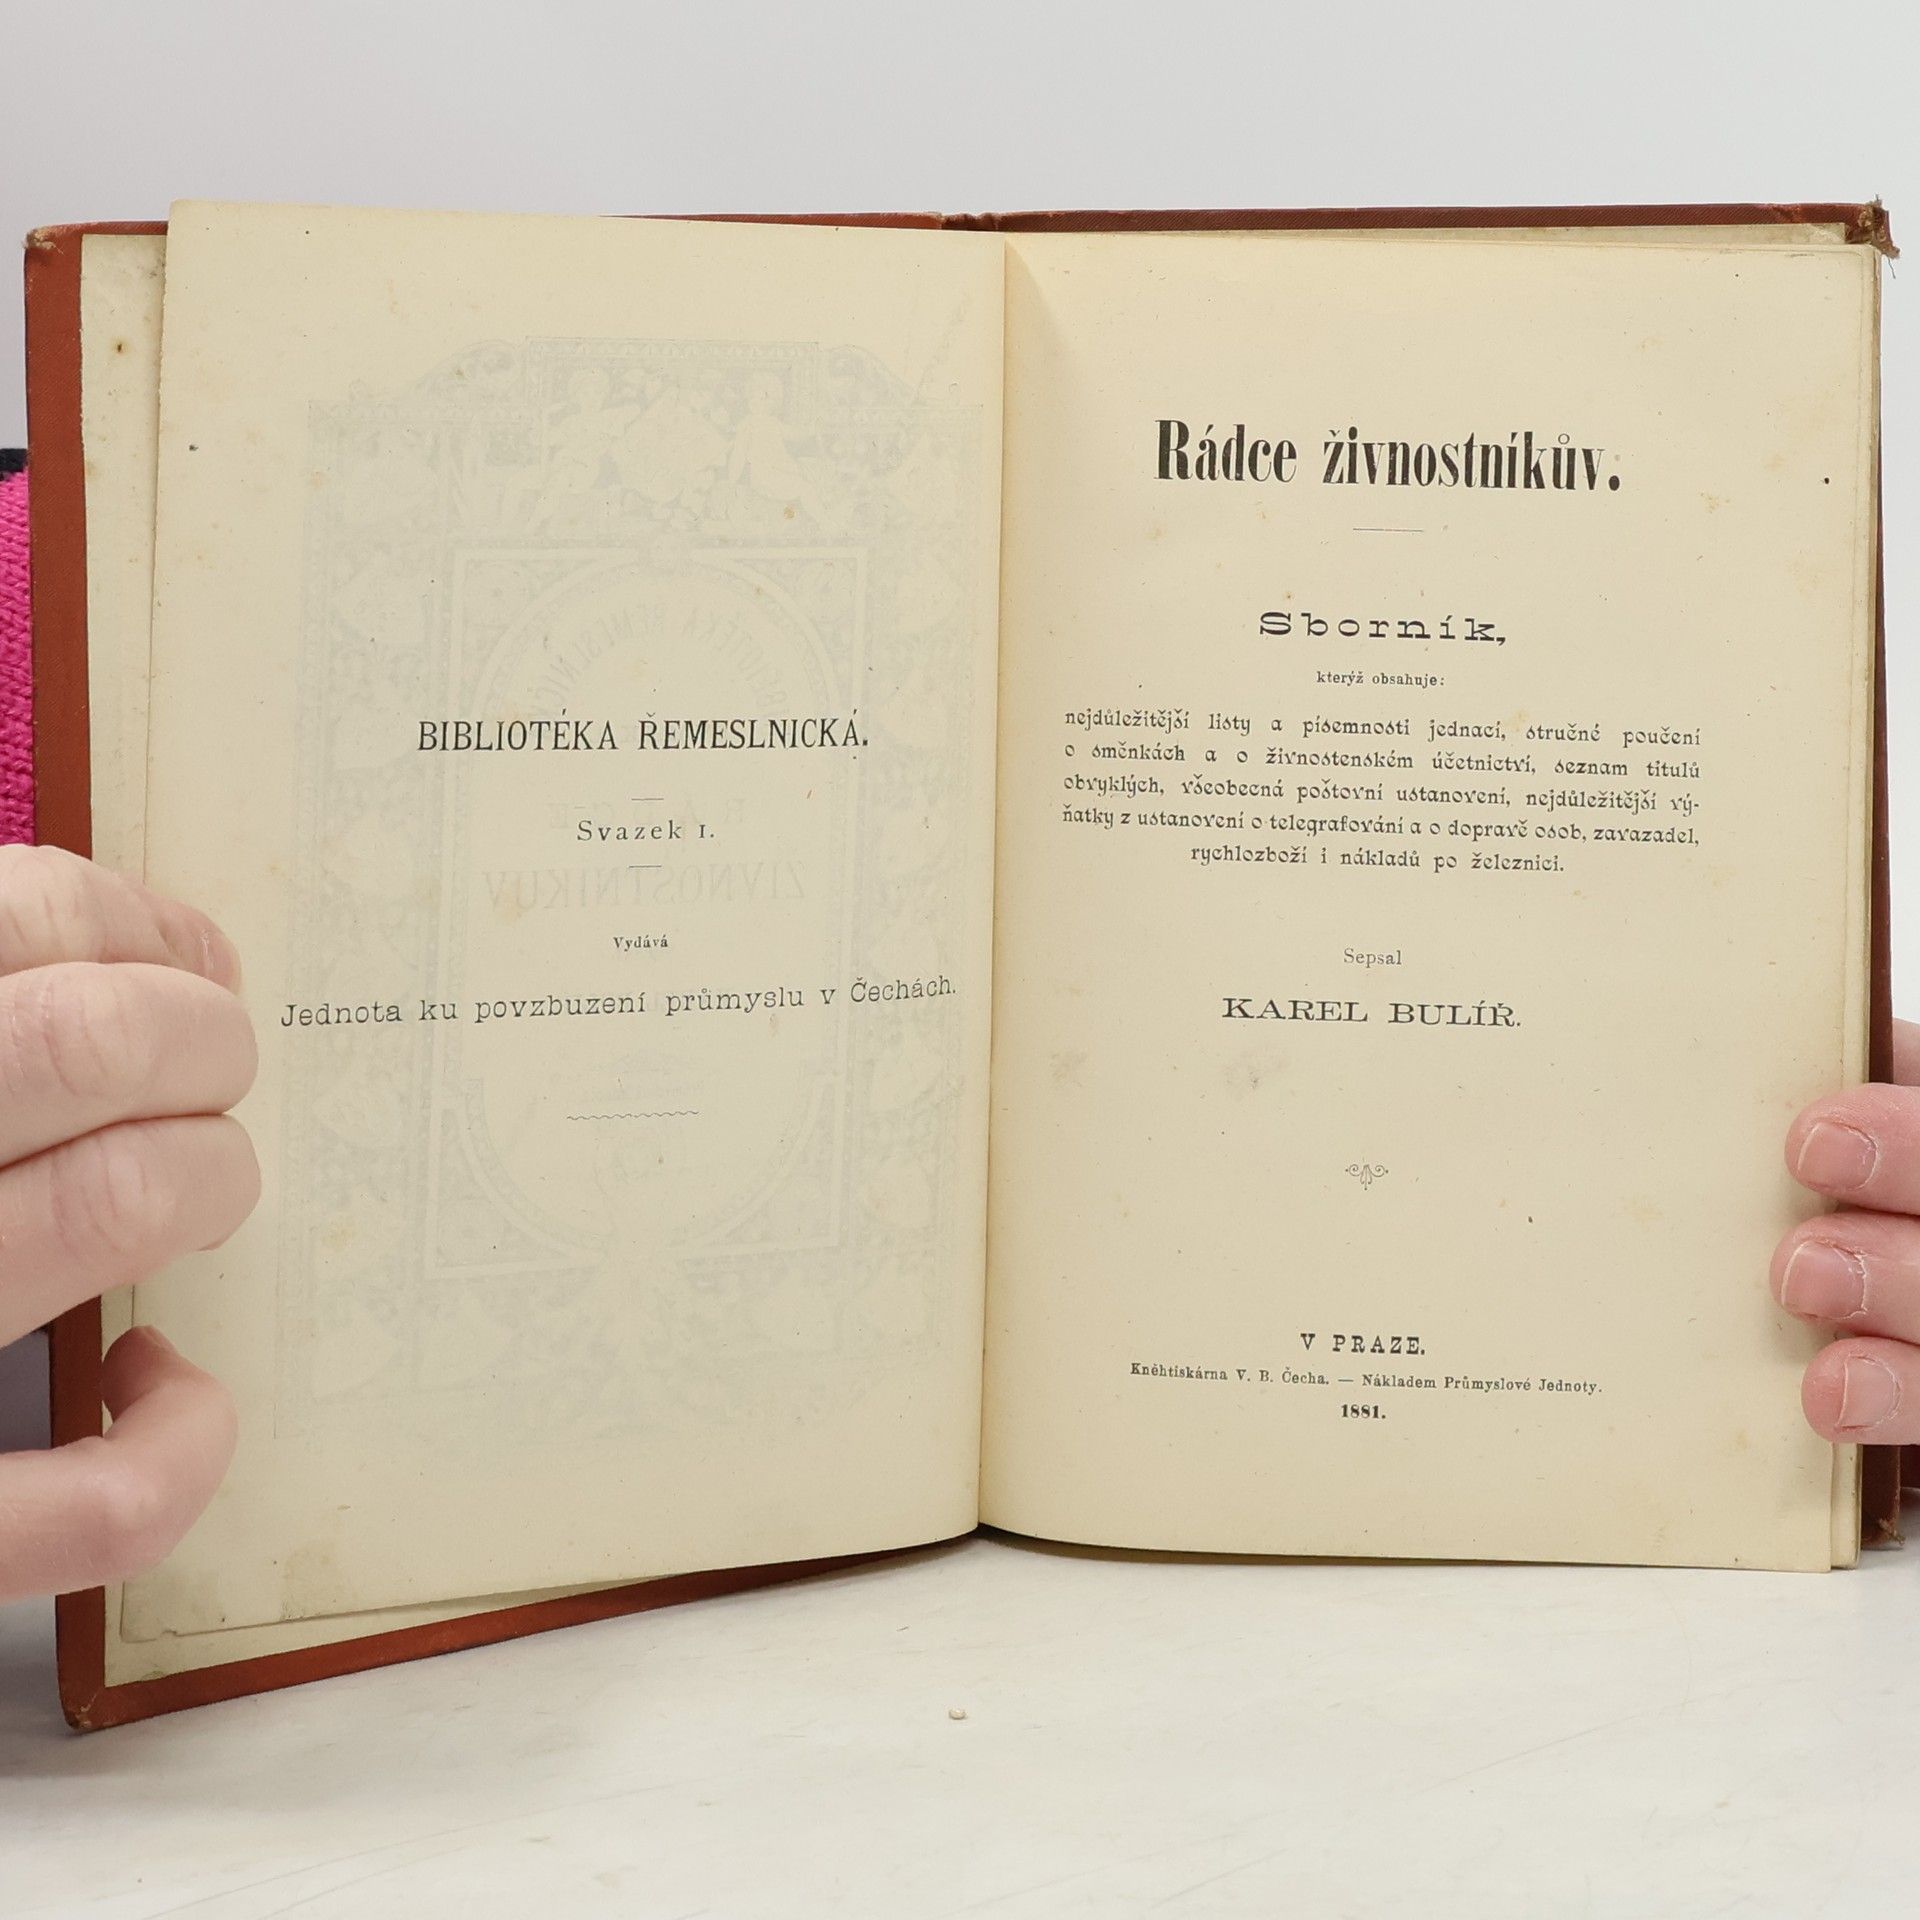 BIBLIOTÉKA ŘEMESLNICKÁ.
Svazek I.
Vydává
Jednota ku povzbuzení průmyslu v Čechách.
Rádce živnostníkův.
Sborník,
kterýž obsahuje:
nejdůležitější listy a písemnosti jednací, stručné poučení
o směnkách a o živnostenském účetnictví, seznam titulů
obvyklých, všeobecná poštovní ustanovení, nejdůležitější vý-
ňatky z ustanovení o telegrafování a o dopravě osob, zavazadel,
rychlozboží i nákladů po železnici.
Sepsal
KAREL BULÍŘ.
V PRAZE.
Kněhtiskárna V. B. Čecha. — Nákladem Průmyslové Jednoty.
1881.